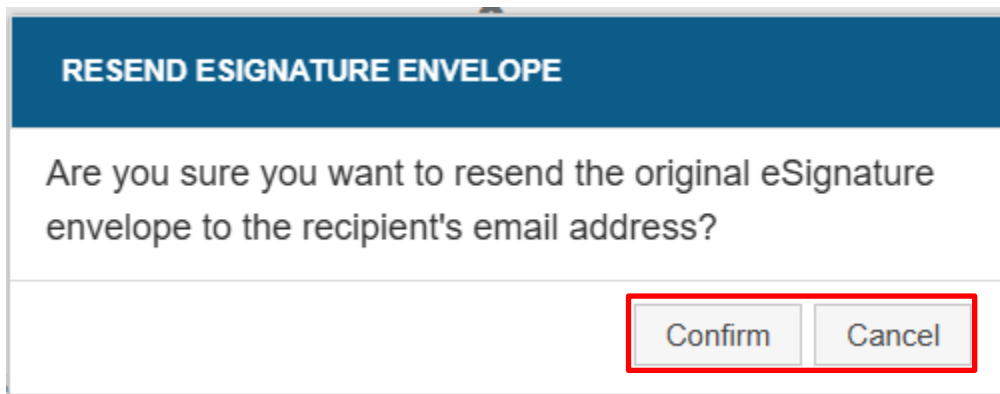 RESEND ESIGNATURE ENVELOPE
Are you sure you want to resend the original eSignature
envelope to the recipient's email address?
Confirm Cancel